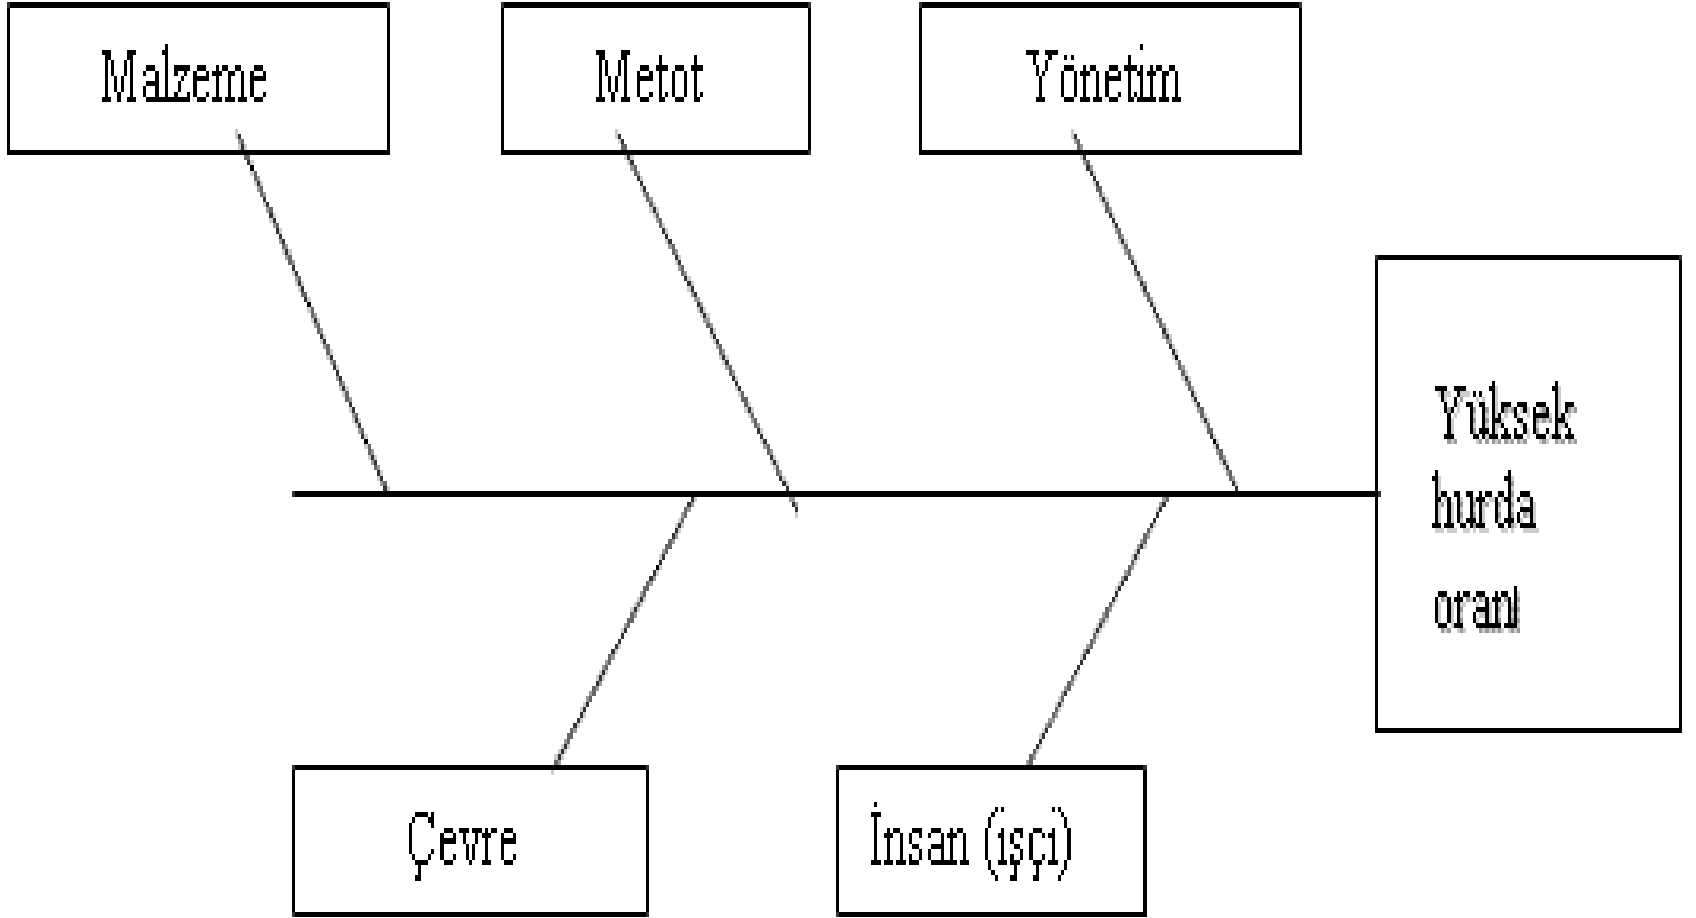 Malzeme
Metot
Yönetim
Yüksek
hurda
oranı
Çevre
İnsan (işçi)